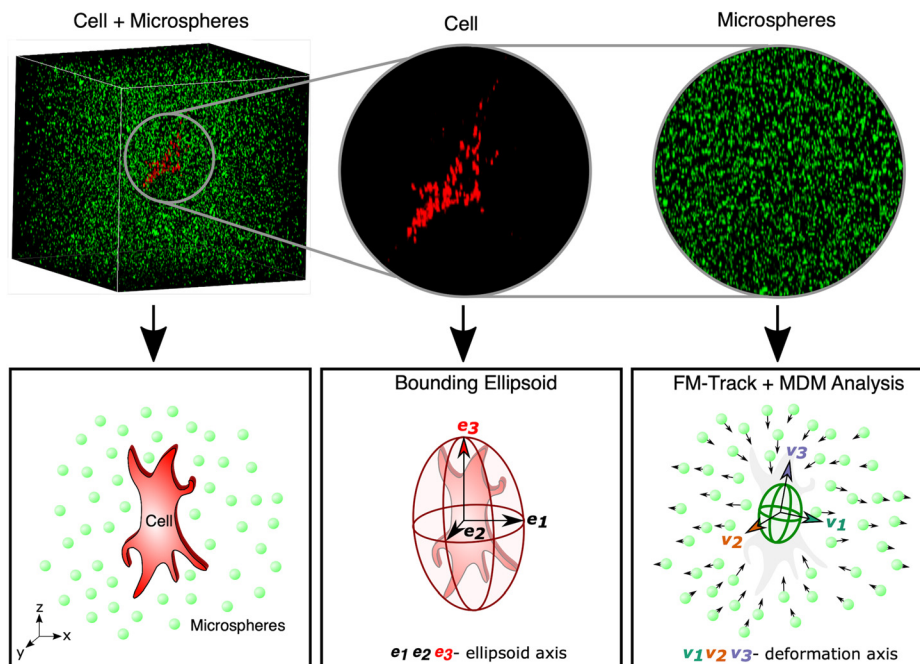 Cell + Microspheres
Cell
Microspheres
Bounding Ellipsoid
FM-Track + MDM Analysis
Cell
Microspheres
z
x
y
e3
e1
e2
e1 e2 e3- ellipsoid axis
v3
v1
v2
v1 v2 v3- deformation axis